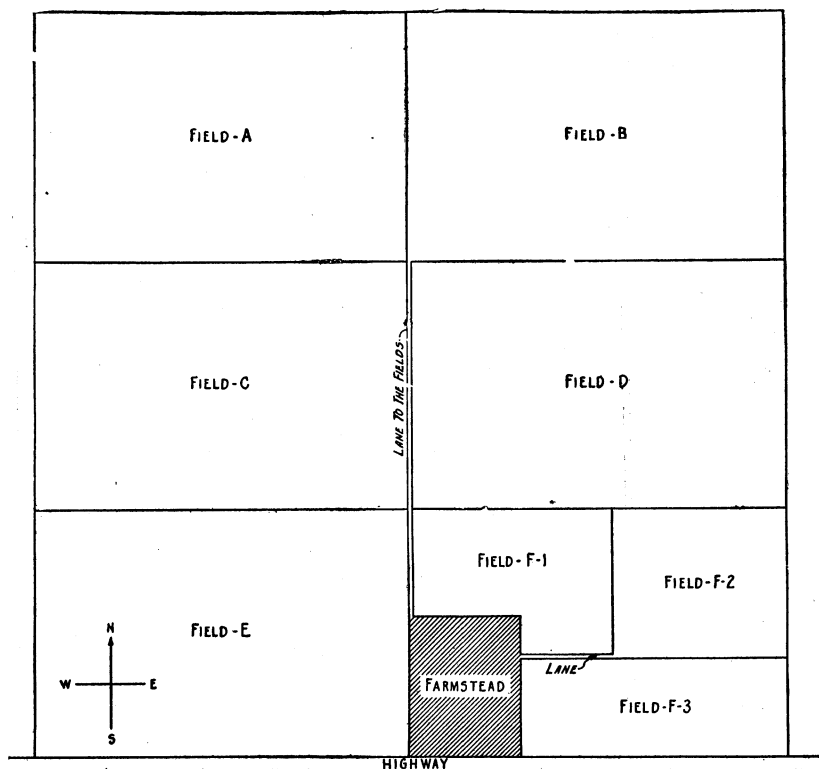 FIELD-A
FIELD-B
LANE TO THE FIELDS
FIELD-C
FIELD-D
FIELD-F-1
FIELD-F-2
FIELD-E
N
W
E
S
FARMSTEAD
LANE
FIELD-F-3
HIGHWAY